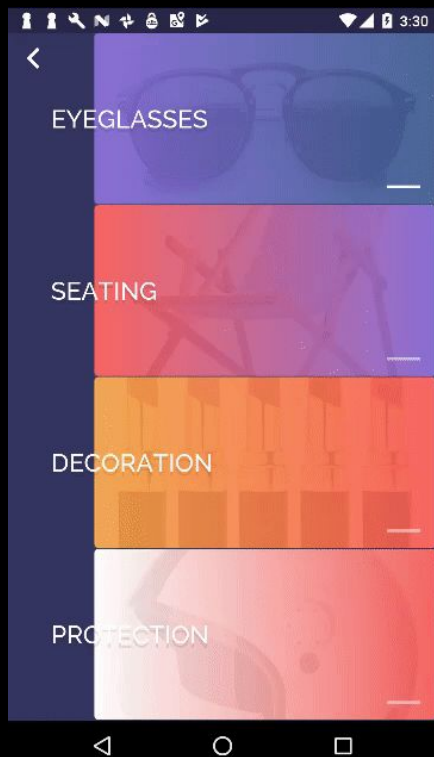 3:30
EYEGLASSES
SEATING
DECORATION
PROTECTION